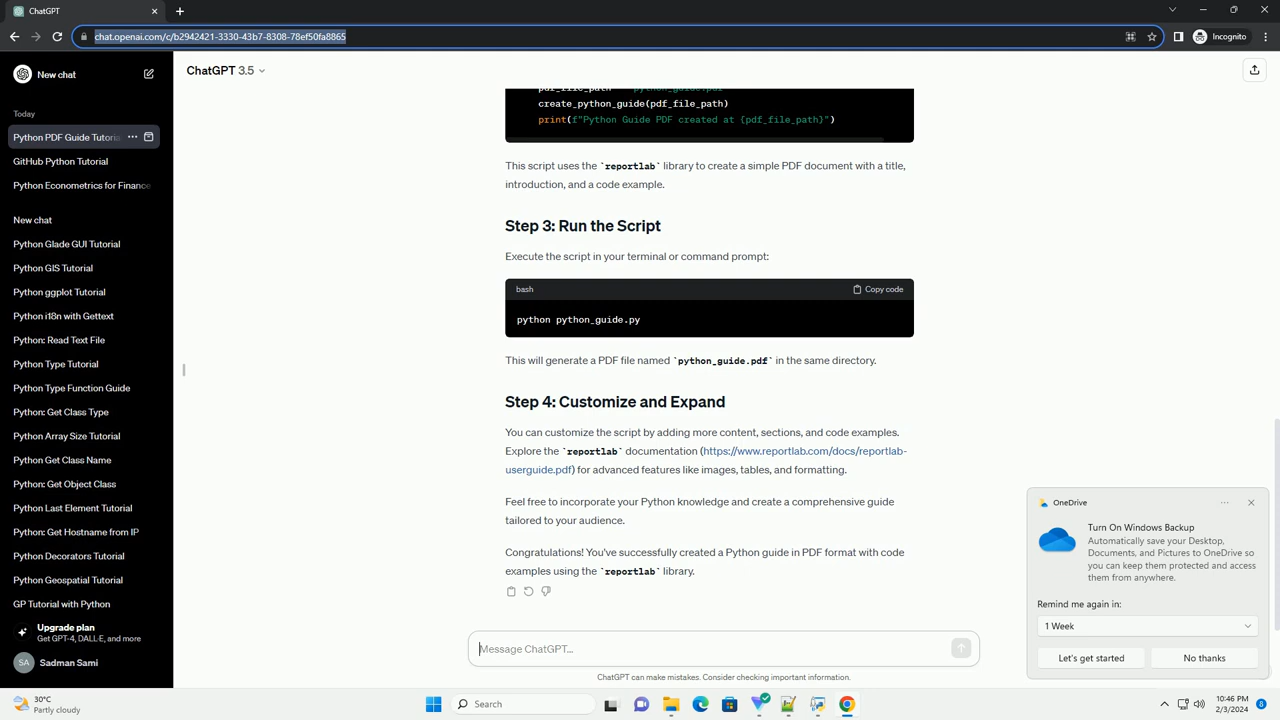 ChatGPT
chat.openai.com/c/b2942421-3330-43b7-8308-78ef50fa8865
Incognito
New chat
Today
Python PDF Guide Tutoria
GitHub Python Tutorial
Python Econometrics for Finance
New chat
Python Glade GUI Tutorial
Python GIS Tutorial
Python ggplot Tutorial
Python i18n with Gettext
Python: Read Text File
Python Type Tutorial
Python Type Function Guide
Python: Get Class Type
Python Array Size Tutorial
Python Get Class Name
Python: Get Object Class
Python Last Element Tutorial
Python: Get Hostname from IP
Python Decorators Tutorial
Python Geospatial Tutorial
GP Tutorial with Python
Upgrade plan
Get GPT-4, DALL·E, and more
SA
Sadman Sami
ChatGPT 3.5
pdf_file_path = "python_guide.pdf"
create_python_guide(pdf_file_path)
print(f"Python Guide PDF created at {pdf_file_path}")
This script uses the `reportlab` library to create a simple PDF document with a title,
introduction, and a code example.
Step 3: Run the Script
Execute the script in your terminal or command prompt:
bash
Copy code
python python_guide.py
This will generate a PDF file named `python_guide.pdf` in the same directory.
Step 4: Customize and Expand
You can customize the script by adding more content, sections, and code examples.
Explore the `reportlab` documentation (https://www.reportlab.com/docs/reportlab-
userguide.pdf) for advanced features like images, tables, and formatting.
Feel free to incorporate your Python knowledge and create a comprehensive guide
tailored to your audience.
Congratulations! You've successfully created a Python guide in PDF format with code
examples using the `reportlab` library.
Message ChatGPT...
ChatGPT can make mistakes. Consider checking important information.
OneDrive
Turn On Windows Backup
Automatically save your Desktop,
Documents, and Pictures to OneDrive so
you can keep them protected and access
them from anywhere.
Remind me again in:
1 Week
Let's get started
No thanks
30°C
Partly cloudy
Search
10:46 PM
2/3/2024
8